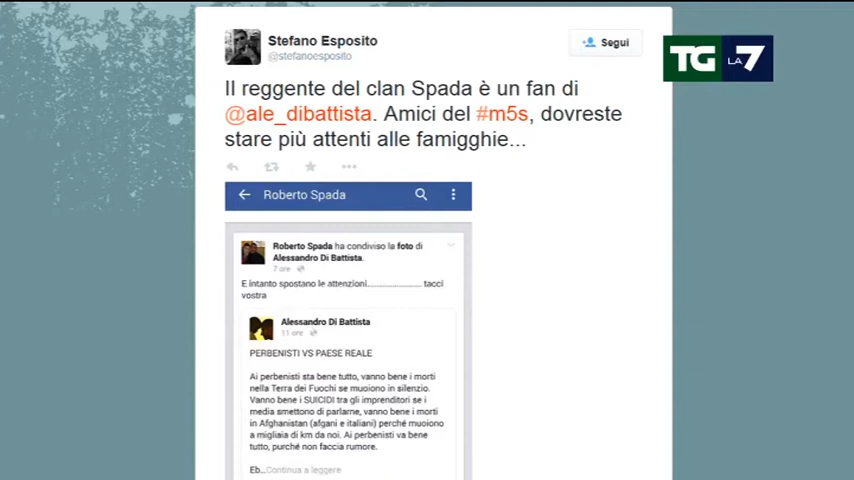 Stefano Esposito
@stefanoesposito
Segui
TG LA 7
Il reggente del clan Spada è un fan di
@ale_dibattista. Amici del #m5s, dovreste
stare più attenti alle famigghie...
Roberto Spada
Roberto Spada ha condiviso la foto di
Alessandro Di Battista.
7 ore
E intanto spostano le attenzioni..................... tacci
vostra
Alessandro Di Battista
11 ore
PERBENISTI VS PAESE REALE
Ai perbenisti sta bene tutto, vanno bene i morti
nella Terra dei Fuochi se muoiono in silenzio.
Vanno bene i SUICIDI tra gli imprenditori se i
media smettono di parlarne, vanno bene i morti
in Afghanistan (afgani e italiani) perché muoiono
a migliaia di km da noi. Ai perbenisti va bene
tutto, purché non faccia rumore.
Eb...Continua a leggere